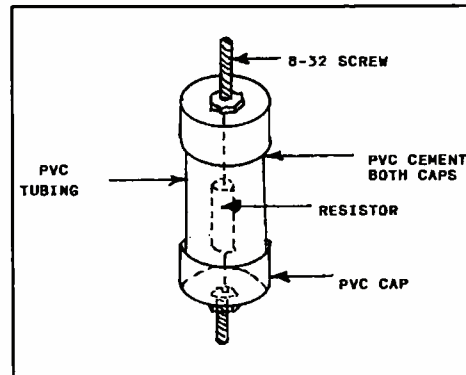 8-32 SCREW
PVC
TUBING
PVC CEMENT
BOTH CAPS
RESISTOR
PVC CAP